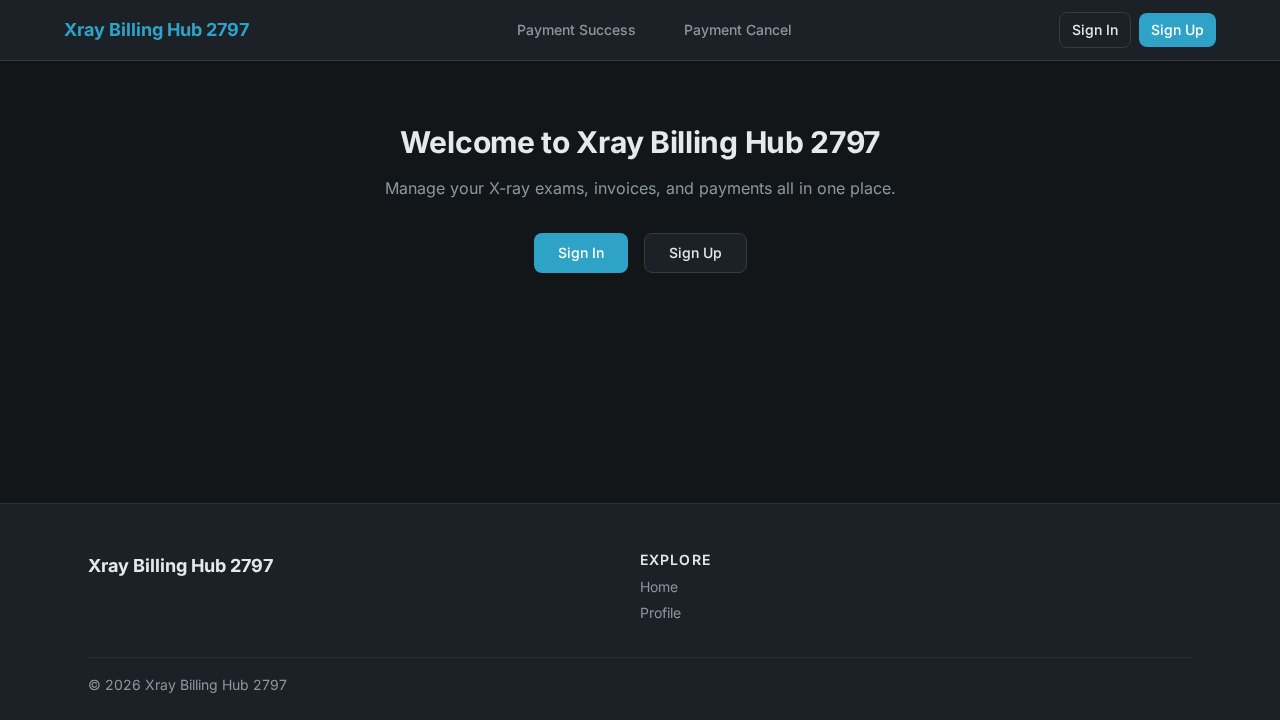 Xray Billing Hub 2797
Payment Success
Payment Cancel
Sign In
Sign Up
Welcome to Xray Billing Hub 2797
Manage your X-ray exams, invoices, and payments all in one place.
Sign In
Sign Up
Xray Billing Hub 2797
EXPLORE
Home
Profile
© 2026 Xray Billing Hub 2797